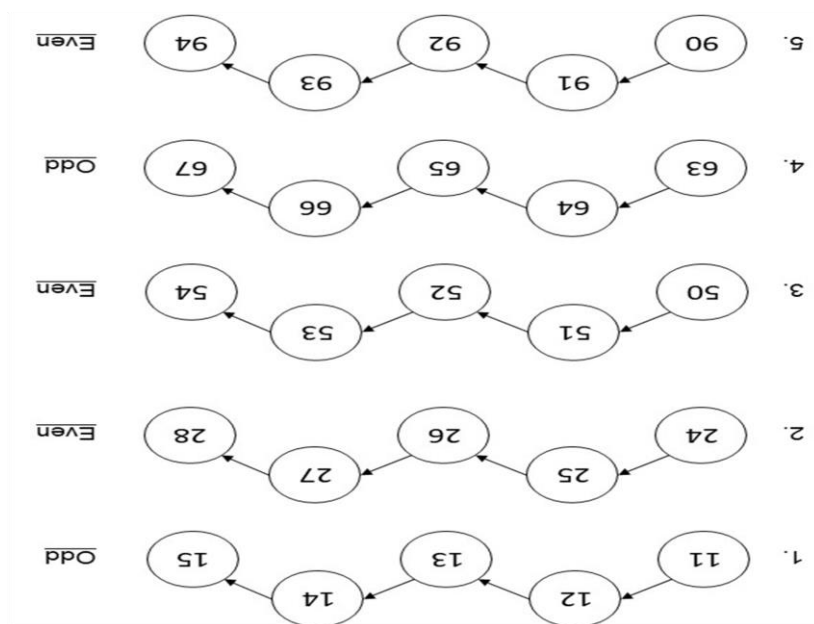 1. 11 12 13 14 15 Odd
2. 24 25 26 27 28 Even
3. 50 51 52 53 54 Even
4. 63 64 65 66 67 Odd
5. 90 91 92 93 94 Even